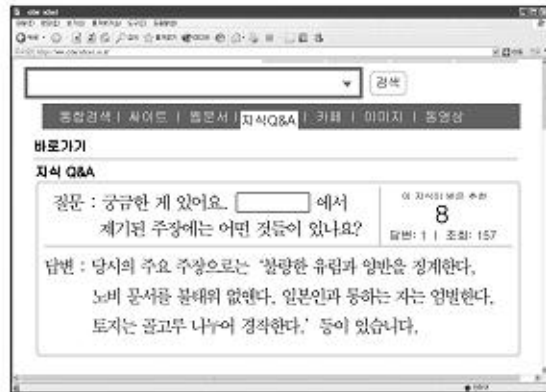 검색
통합검색 | 싸이트 | 웹문서 | 지식Q&A | 카페 | 이미지 | 동영상
바로가기
지식 Q&A
질문 : 궁금한 게 있어요. 에서
제기된 주장에는 어떤 것들이 있나요?
이 지식이 받은 추천
8
답변: 1 | 조회: 157
답변 : 당시의 주요 주장으로는 '불량한 유림과 양반을 징계한다,
노비 문서를 불태워 없앤다, 일본인과 통하는 자는 엄벌한다,
토지는 골고루 나누어 경작한다.' 등이 있습니다.